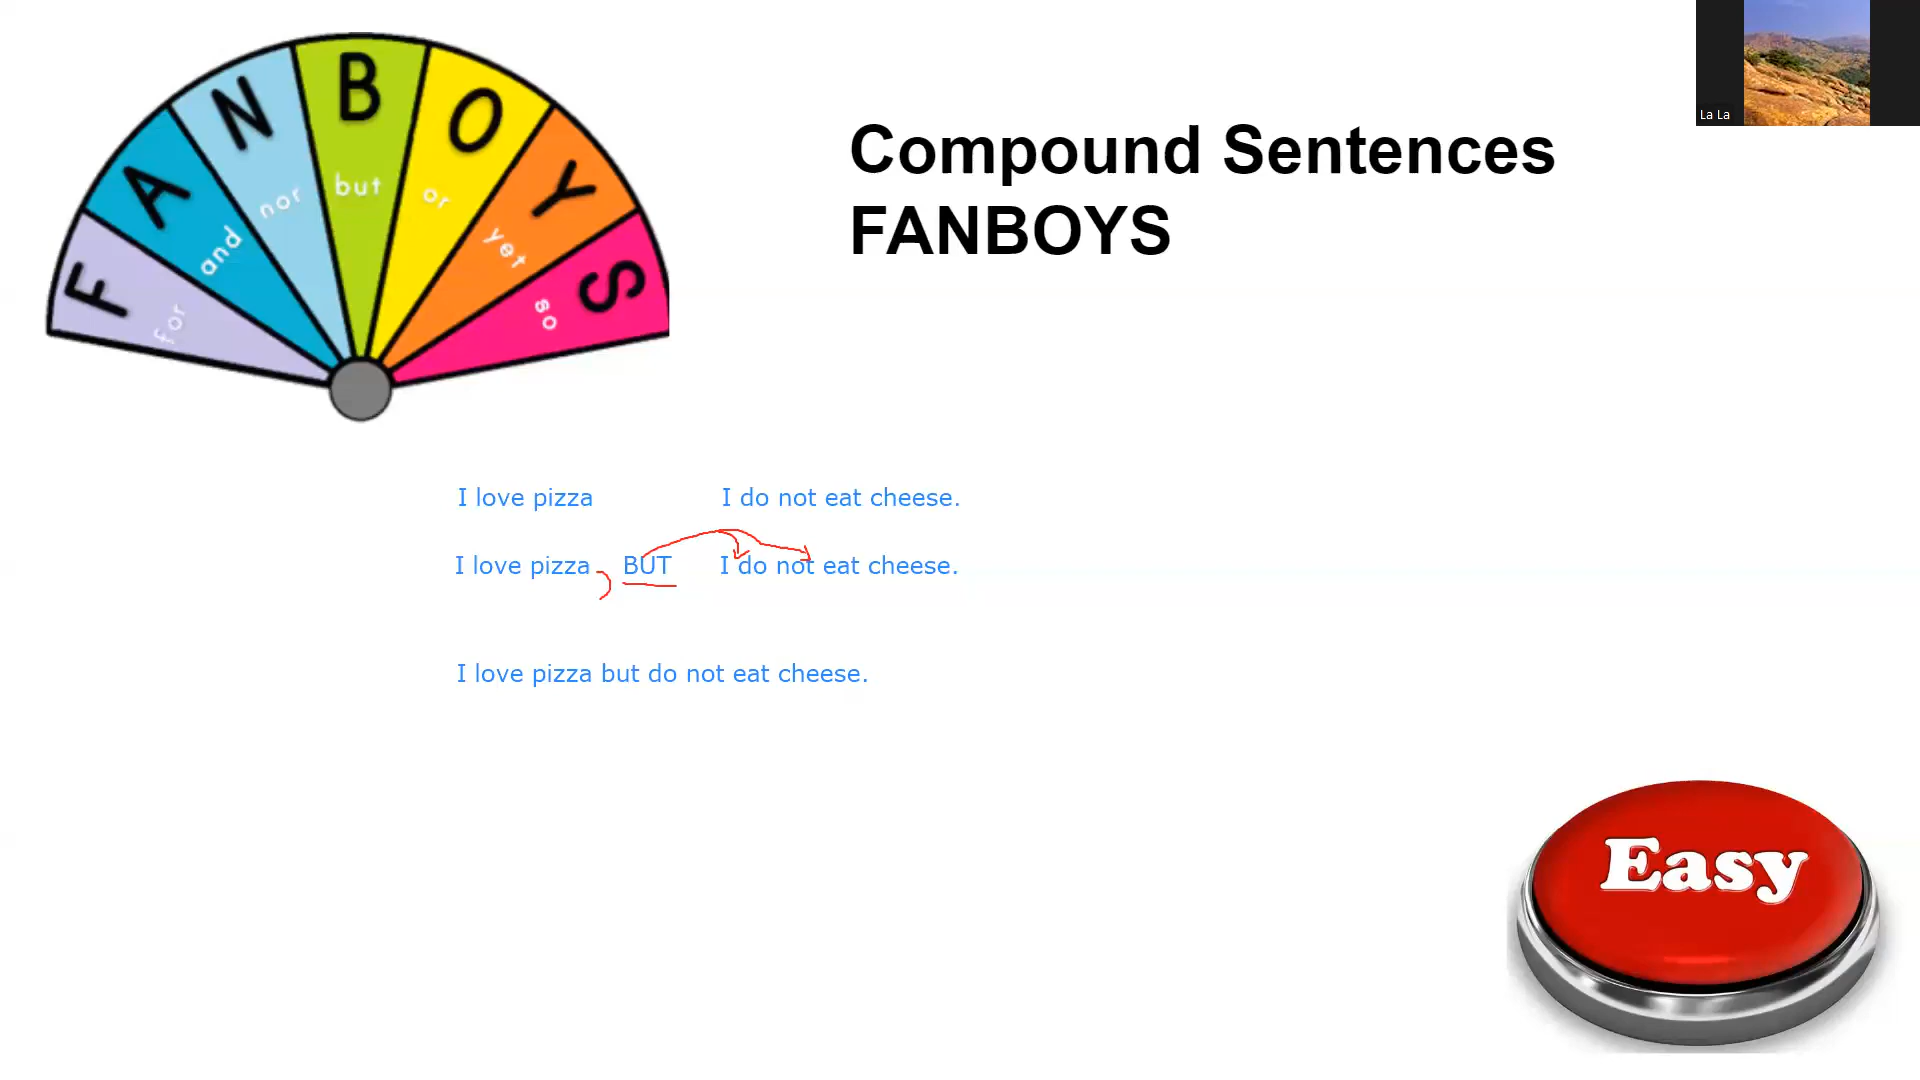 F A N B O Y S
for and nor but or yet so
La La
Compound Sentences
FANBOYS
I love pizza I do not eat cheese.
I love pizza , BUT I do not eat cheese.
I love pizza but do not eat cheese.
Easy